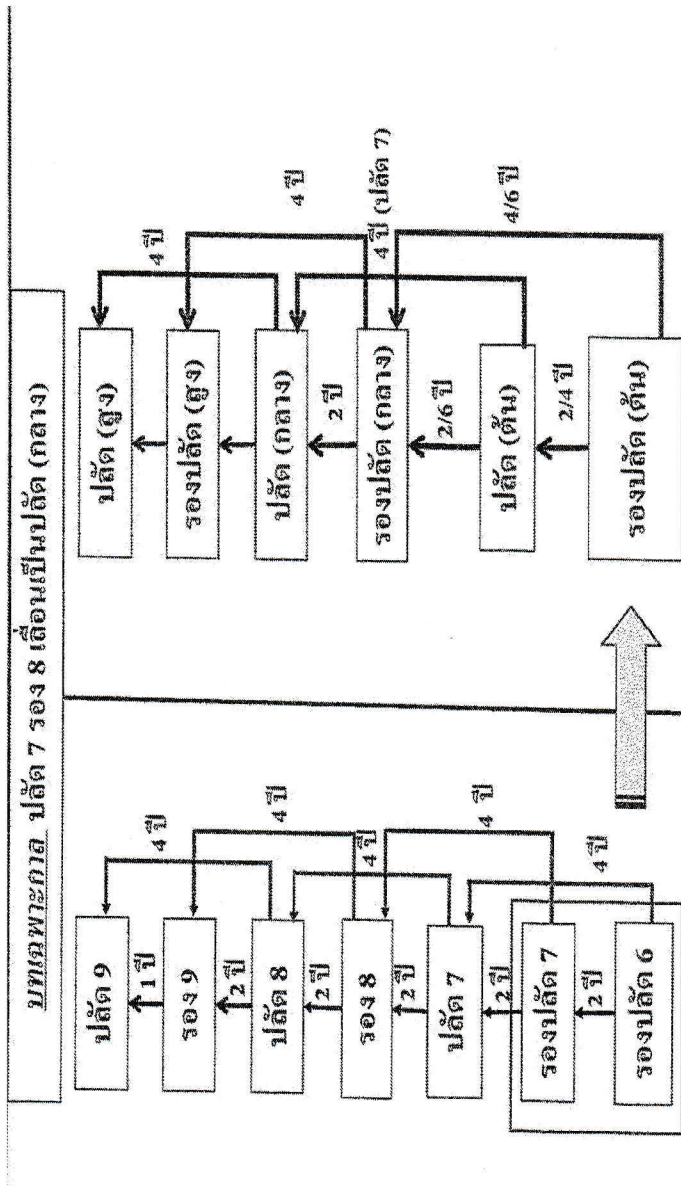 บทเฉพาะกาล ปลัด 7 รอง 8 เลื่อนเป็นปลัด (กลาง)
ปลัด 9
4 ปี
1 ปี
รอง 9
4 ปี
2 ปี
ปลัด 8
2 ปี
4 ปี
รอง 8
2 ปี
ปลัด 7
4 ปี
2 ปี
รองปลัด 7
4 ปี
2 ปี
รองปลัด 6
ปลัด (สูง)
4 ปี
รองปลัด (สูง)
4 ปี
ปลัด (กลาง)
2 ปี
4 ปี (ปลัด 7)
รองปลัด (กลาง)
2/6 ปี
ปลัด (ต้น)
4/6 ปี
2/4 ปี
รองปลัด (ต้น)